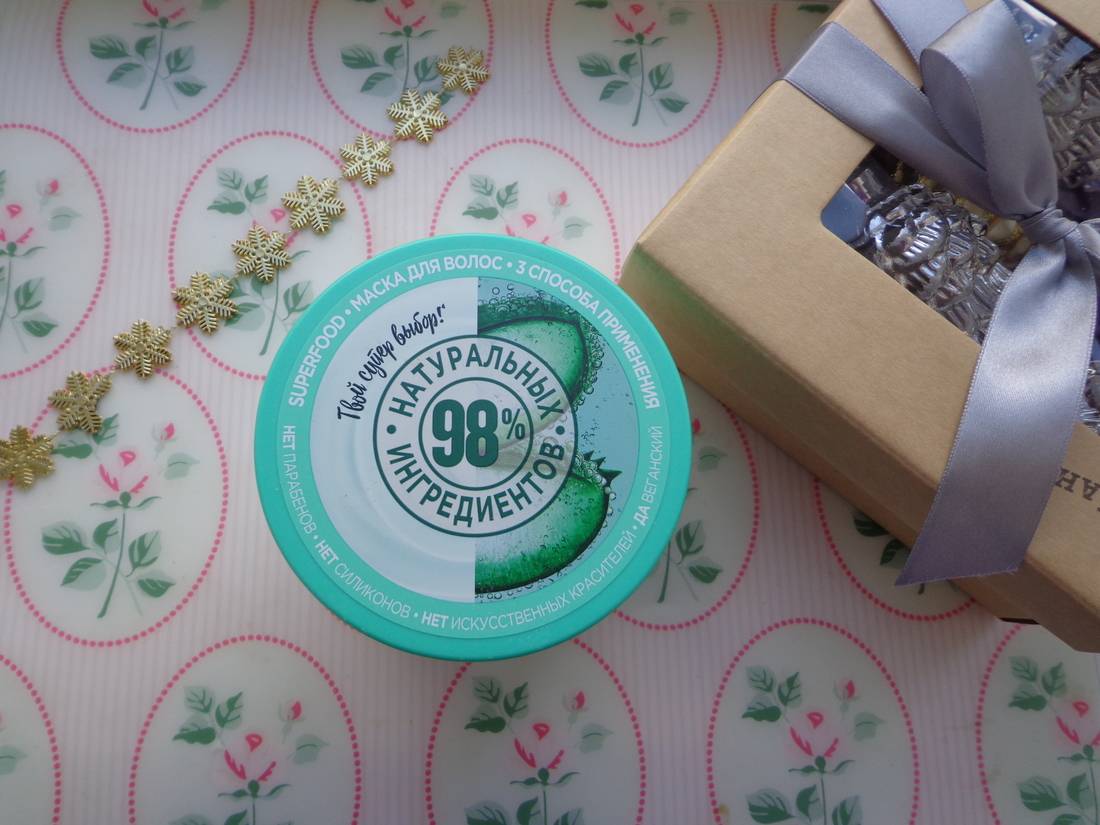 SUPERFOOD • МАСКА ДЛЯ ВОЛОС • 3 СПОСОБА ПРИМЕНЕНИЯ
Твой супер выбор!
• НАТУРАЛЬНЫХ •
98%
ИНГРЕДИЕНТОВ
НЕТ ПАРАБЕНОВ • НЕТ СИЛИКОНОВ • НЕТ ИСКУССТВЕННЫХ КРАСИТЕЛЕЙ • ДА ВЕГАНСКИЙ